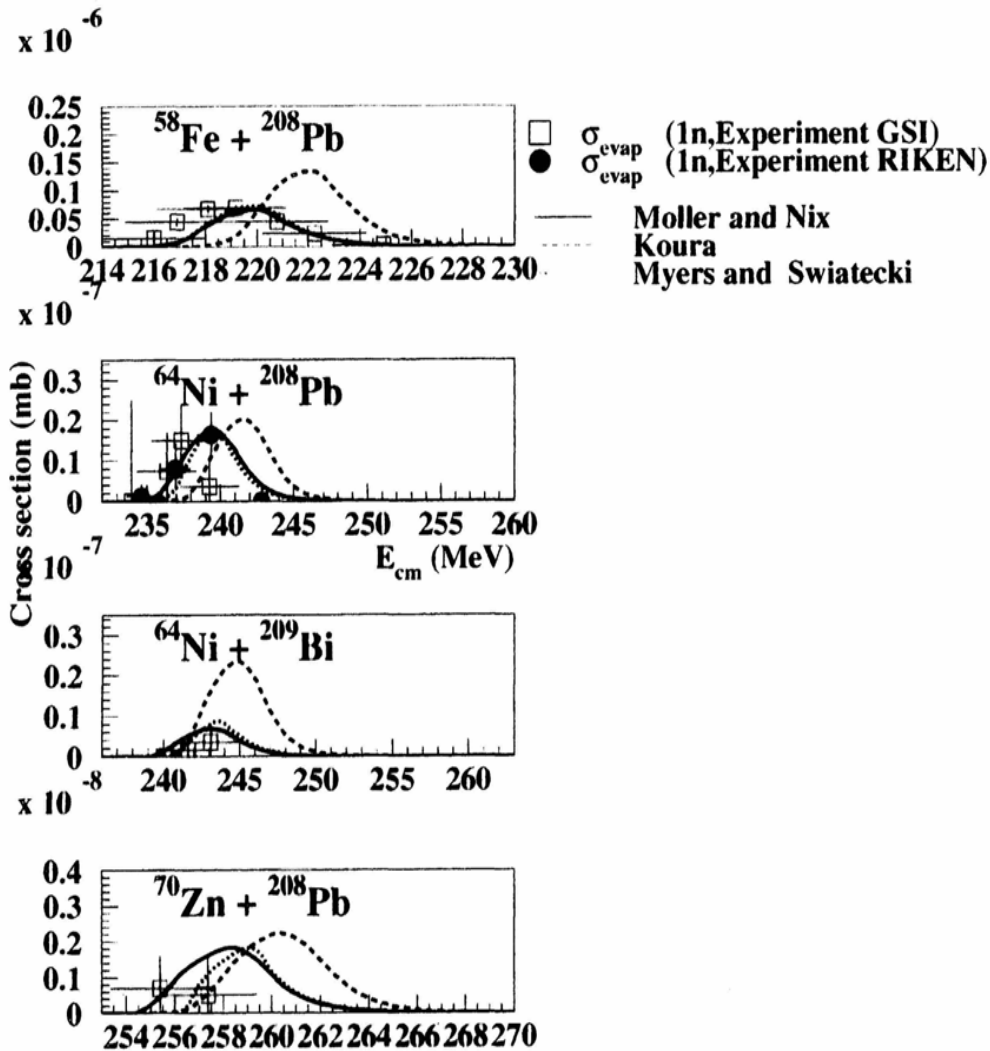 x 10 -6
0.25
0.2
0.15
0.1
0.05
0
58Fe + 208Pb
214 216 218 220 222 224 226 228 230
□ σevap (1n,Experiment GSI)
● σevap (1n,Experiment RIKEN)
Moller and Nix
Koura
Myers and Swiatecki
x 10 -7
0.3
0.2
0.1
0
64Ni + 208Pb
235 240 245 250 255 260
Ecm (MeV)
Cross section (mb)
x 10 -7
0.3
0.2
0.1
0
64Ni + 209Bi
240 245 250 255 260
x 10 -8
0.4
0.3
0.2
0.1
0
70Zn + 208Pb
254 256 258 260 262 264 266 268 270